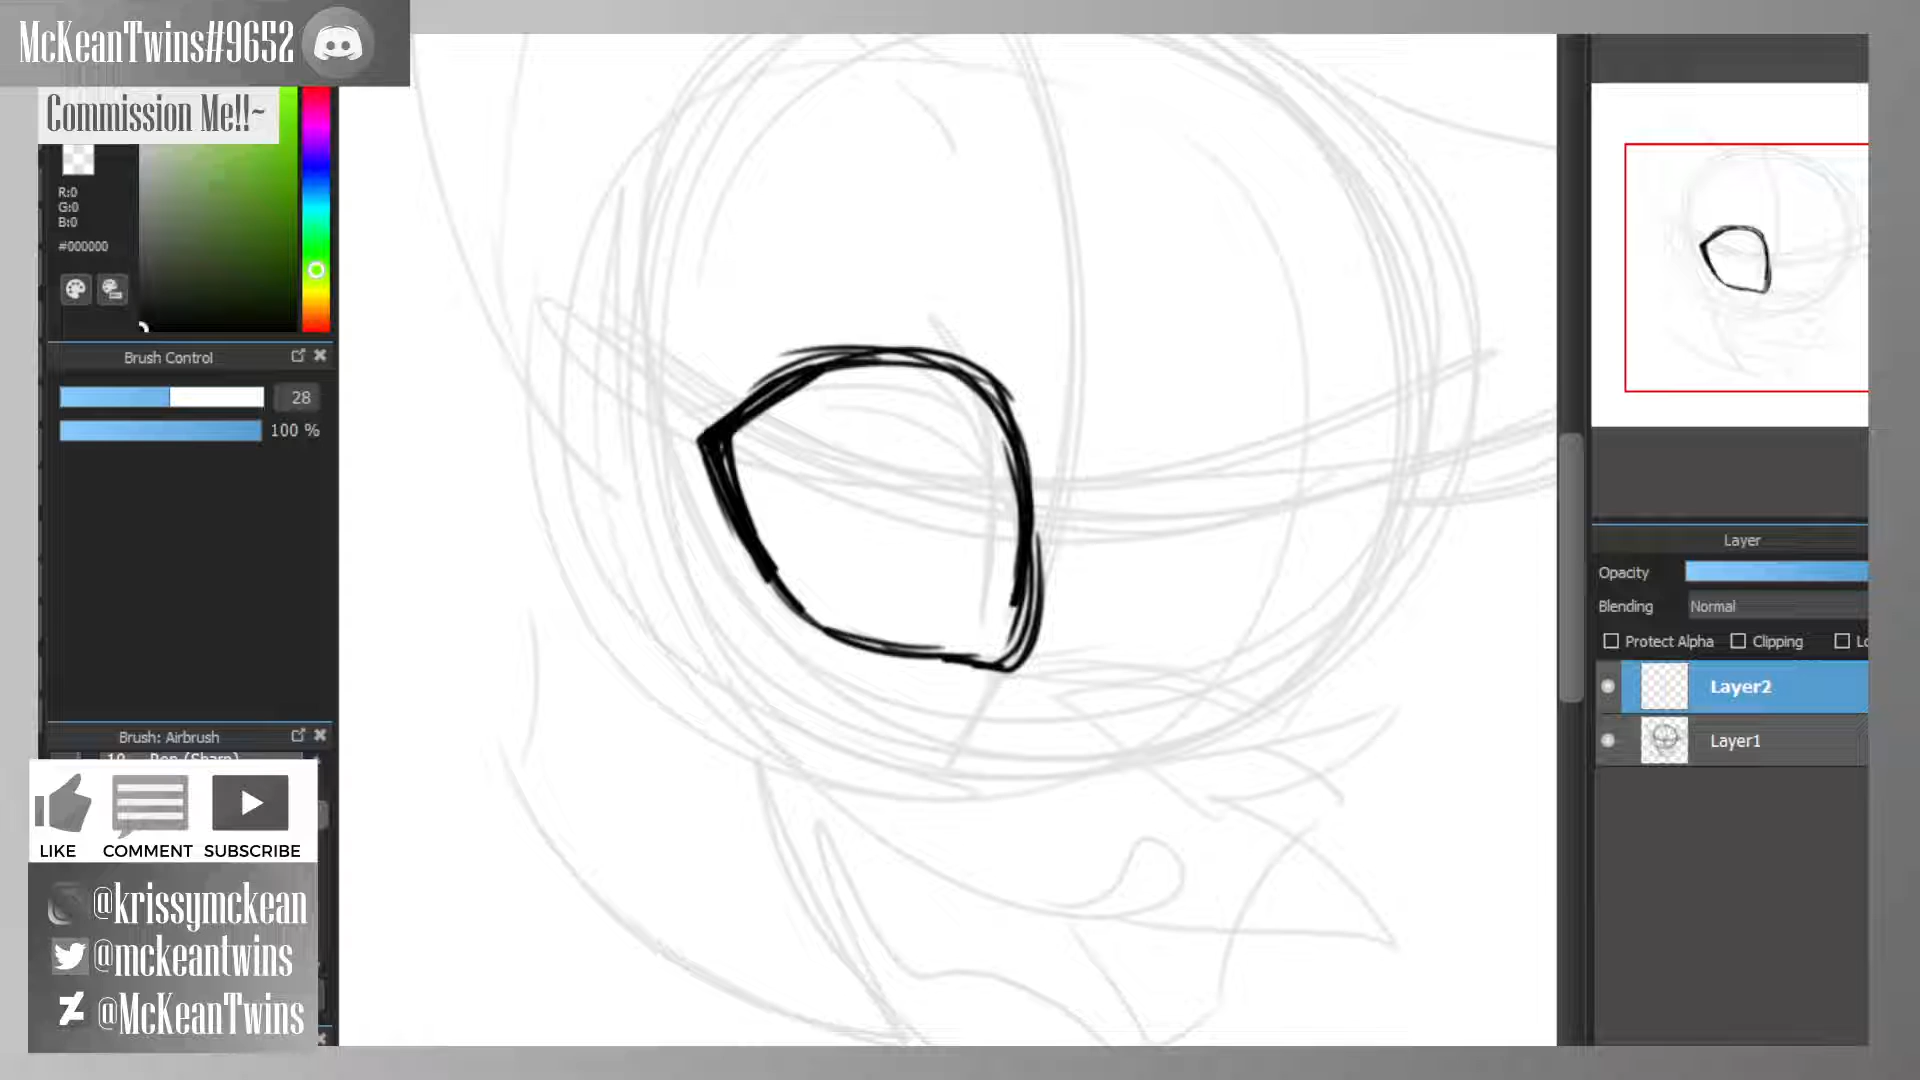 McKeanTwins#9652
Commission Me!!~
R:0
G:0
B:0
#000000
Brush Control
28
100 %
Brush: Airbrush
LIKE COMMENT SUBSCRIBE
@krissymckean
@mckeantwins
@McKeanTwins
Layer
Opacity
Blending Normal
Protect Alpha Clipping
Layer2
Layer1